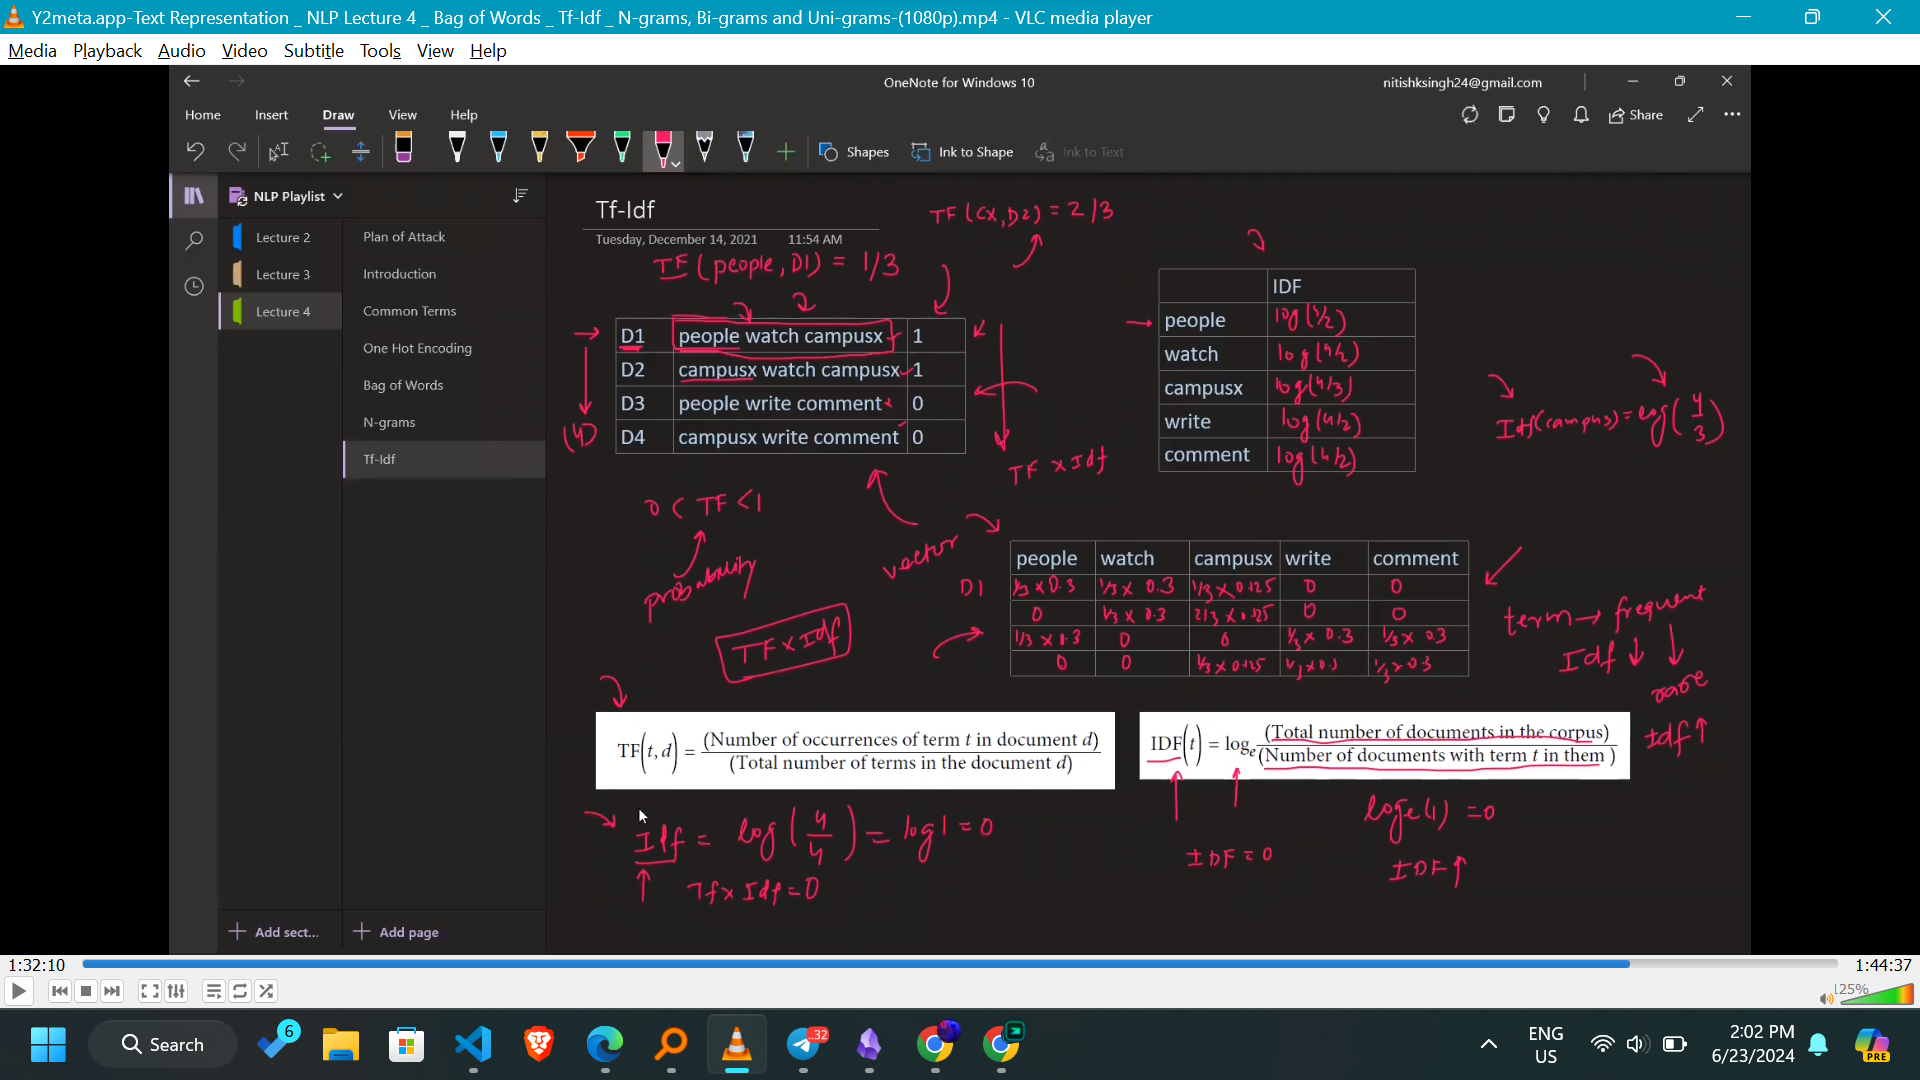 Y2meta.app-Text Representation _ NLP Lecture 4 _ Bag of Words _ Tf-Idf _ N-grams, Bi-grams and Uni-grams-(1080p).mp4 - VLC media player
Media Playback Audio Video Subtitle Tools View Help
OneNote for Windows 10
nitishksingh24@gmail.com
Home Insert Draw View Help
Share
Shapes Ink to Shape Ink to Text
NLP Playlist
Lecture 2
Lecture 3
Lecture 4
Plan of Attack
Introduction
Common Terms
One Hot Encoding
Bag of Words
N-grams
Tf-Idf
Add sect...
Add page
Tf-Idf
Tuesday, December 14, 2021 11:54 AM
TF (CX, D2) = 2/3
TF (people, D1) = 1/3
D1 people watch campusx 1
D2 campusx watch campusx 1
D3 people write comment 0
D4 campusx write comment 0
(4)
TF x Idf
IDF
people log(4/2)
watch log(4/2)
campusx log(4/3)
write log(4/2)
comment log(4/2)
Idf(campus) = log(4/3)
0 < TF < 1
probability
vector
TF x Idf
people watch campusx write comment
D1 1/3 x 0.3 1/3 x 0.3 1/3 x 0.125 0 0
0 1/3 x 0.3 2/3 x 0.125 0 0
1/3 x 0.3 0 0 1/3 x 0.3 1/3 x 0.3
0 0 1/3 x 0.125 1/3 x 0.3 1/3 x 0.3
term → frequent
Idf ↓
rare
Idf ↑
TF(t,d) = (Number of occurrences of term t in document d) / (Total number of terms in the document d)
IDF(t) = log e (Total number of documents in the corpus) / (Number of documents with term t in them )
Idf = log(4/4) = log1 = 0
Tf x Idf = 0
IDF = 0
loge(1) = 0
IDF ↑
1:32:10
1:44:37
125%
Search
6
32
ENG
US
2:02 PM
6/23/2024
PRE